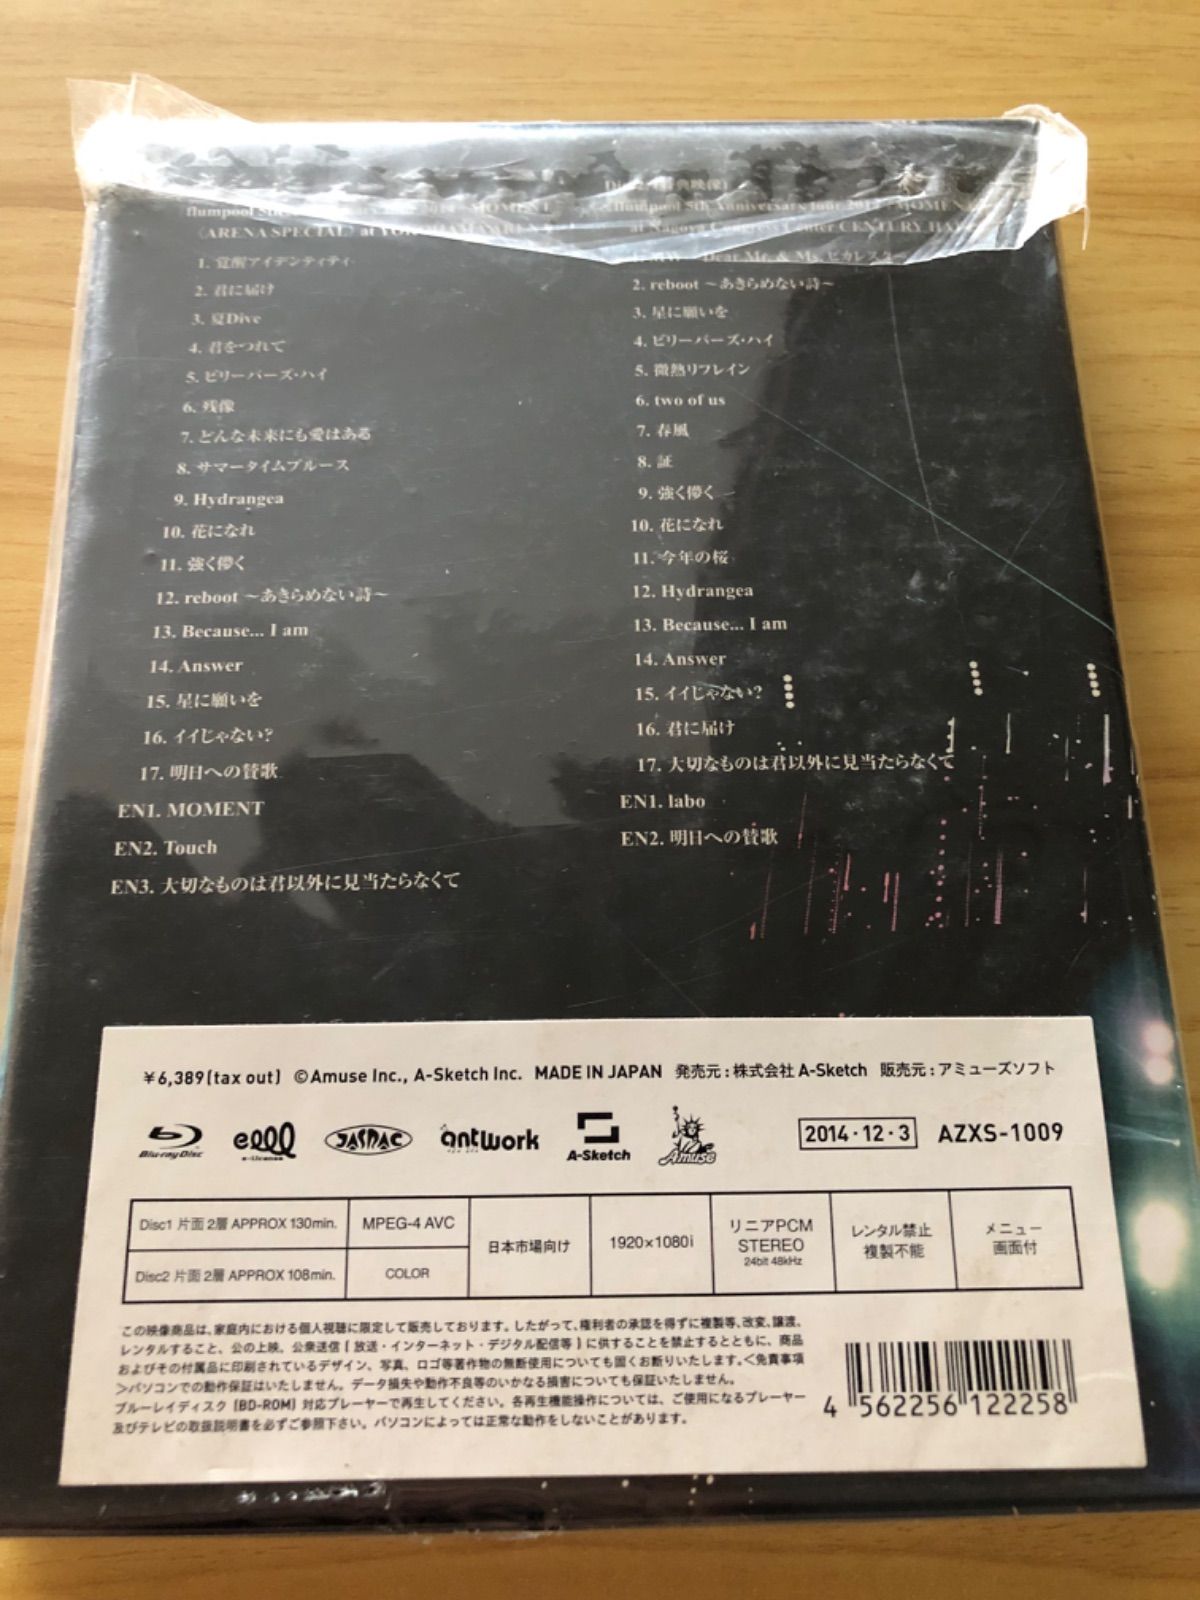 flumpool 5th
(ARENA SPECIAL) at YOKOHAMA ARENA
1. 覚醒アイデンティティ
2. 君に届け
3. 夏Dive
4. 君をつれて
5. ビリーバーズ・ハイ
6. 残像
7. どんな未来にも愛はある
8. サマータイムブルース
9. Hydrangea
10. 花になれ
11. 強く儚く
12. reboot ～あきらめない詩～
13. Because... I am
14. Answer
15. 星に願いを
16. イイじゃない?
17. 明日への賛歌
EN1. MOMENT
EN2. Touch
EN3. 大切なものは君以外に見当たらなくて
flumpool 5th Anniversary tour 2014
at Nagoya Congress Center CENTURY HALL
Dear Mr. & Ms. ピカレスク
2. reboot ～あきらめない詩～
3. 星に願いを
4. ビリーバーズ・ハイ
5. 微熱リフレイン
6. two of us
7. 春風
8. 証
9. 強く儚く
10. 花になれ
11. 今年の桜
12. Hydrangea
13. Because... I am
14. Answer
15. イイじゃない?
16. 君に届け
17. 大切なものは君以外に見当たらなくて
EN1. labo
EN2. 明日への賛歌
￥6,389(tax out) ©Amuse Inc., A-Sketch Inc. MADE IN JAPAN 発売元:株式会社A-Sketch 販売元:アミューズソフト
Blu-ray Disc e-license JASRAC antwork A-Sketch Amuse 2014・12・3 AZXS-1009
Disc1 片面2層 APPROX 130min. MPEG-4 AVC
Disc2 片面2層 APPROX 108min. COLOR
日本市場向け
1920×1080i
リニアPCM
STEREO
24bit 48kHz
レンタル禁止
複製不能
メニュー
画面付
この映像商品は、家庭内における個人視聴に限定して販売しております。したがって、権利者の承認を得ずに複製等、改変、譲渡、
レンタルすること、公の上映、公衆送信[放送・インターネット・デジタル配信等]に供することを禁止するとともに、商品
およびその付属品に印刷されているデザイン、写真、ロゴ等著作物の無断使用についても固くお断りいたします。<免責事項
>パソコンでの動作保証はいたしません。データ損失や動作不良等のいかなる損害についても保証いたしません。
ブルーレイディスク(BD-ROM)対応プレーヤーで再生してください。各再生機能操作については、ご使用になるプレーヤー
及びテレビの取扱説明書を必ずご参照下さい。パソコンによっては正常な動作をしないことがあります。
4 562256 122258